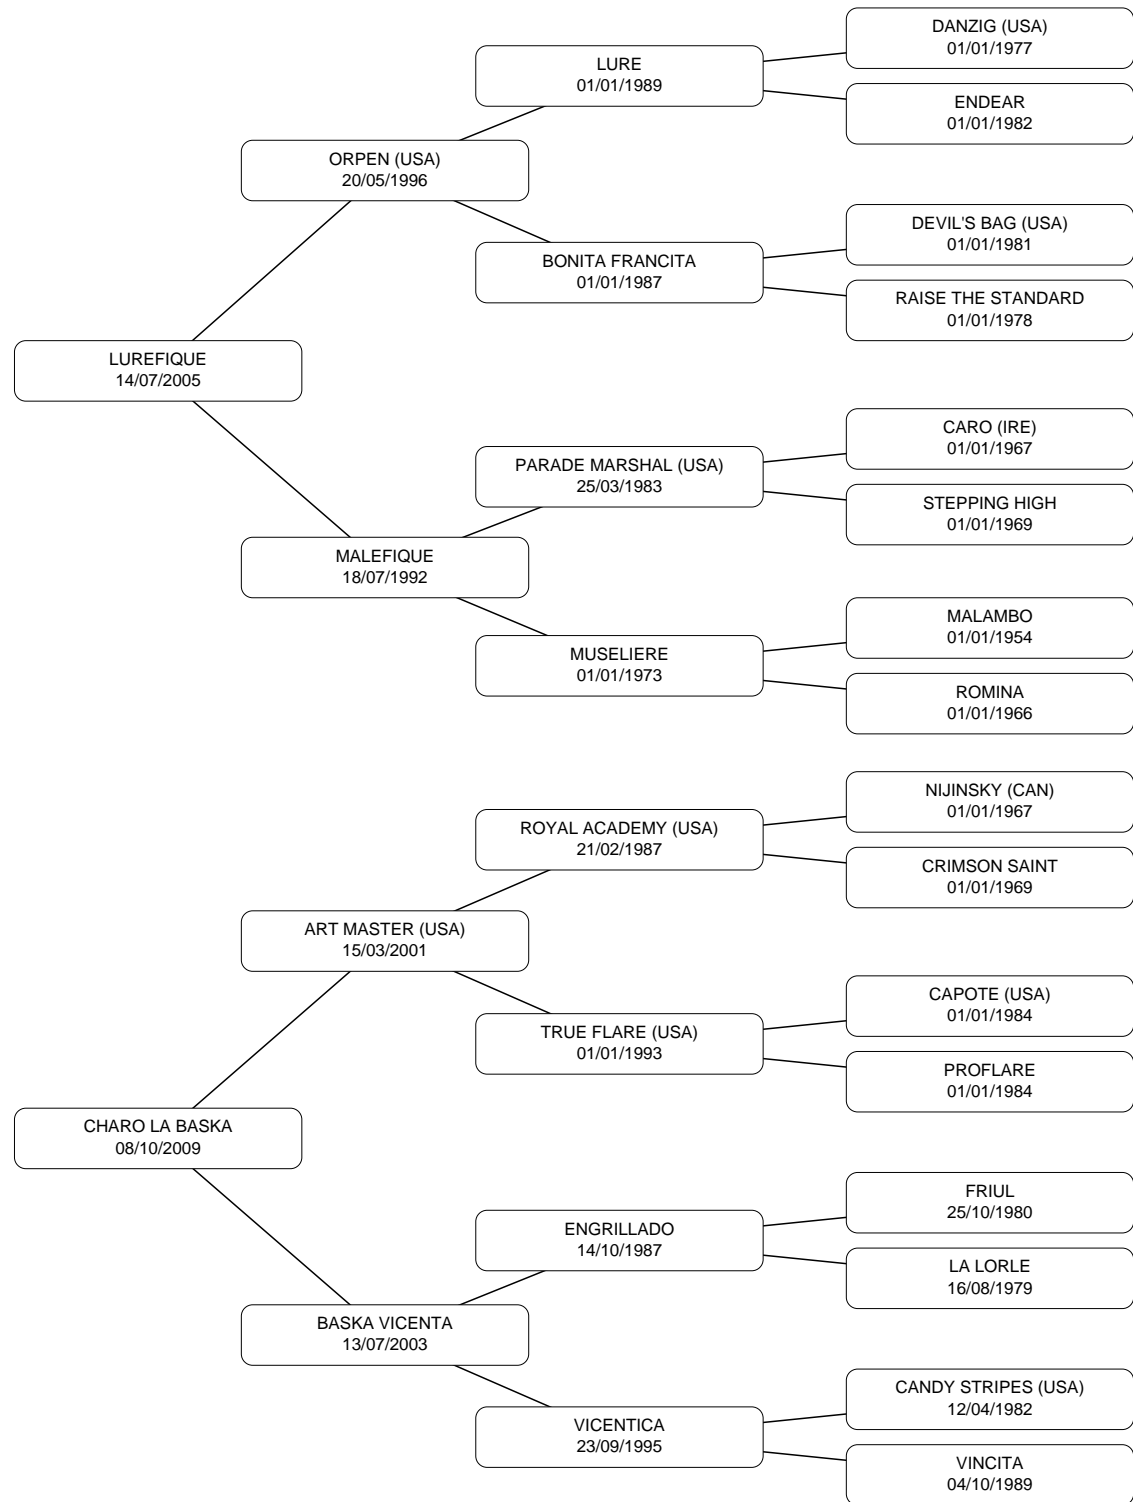 DANZIG (USA)
01/01/1977
LURE
01/01/1989
ENDEAR
01/01/1982
ORPEN (USA)
20/05/1996
DEVIL'S BAG (USA)
01/01/1981
BONITA FRANCITA
01/01/1987
RAISE THE STANDARD
01/01/1978
LUREFIQUE
14/07/2005
CARO (IRE)
01/01/1967
PARADE MARSHAL (USA)
25/03/1983
STEPPING HIGH
01/01/1969
MALEFIQUE
18/07/1992
MALAMBO
01/01/1954
MUSELIERE
01/01/1973
ROMINA
01/01/1966
NIJINSKY (CAN)
01/01/1967
ROYAL ACADEMY (USA)
21/02/1987
CRIMSON SAINT
01/01/1969
ART MASTER (USA)
15/03/2001
CAPOTE (USA)
01/01/1984
TRUE FLARE (USA)
01/01/1993
PROFLARE
01/01/1984
CHARO LA BASKA
08/10/2009
FRIUL
25/10/1980
ENGRILLADO
14/10/1987
LA LORLE
16/08/1979
BASKA VICENTA
13/07/2003
CANDY STRIPES (USA)
12/04/1982
VICENTICA
23/09/1995
VINCITA
04/10/1989